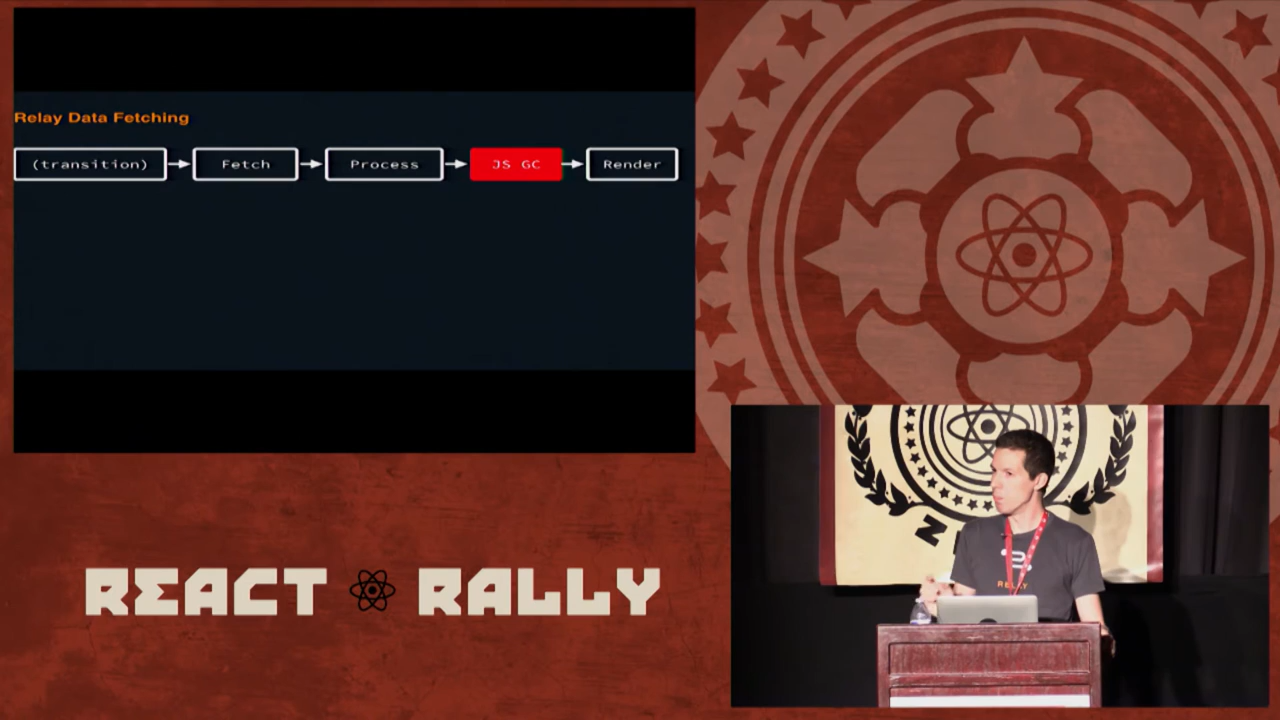 Relay Data Fetching
(transition)
Fetch
Process
JS GC
Render
REACT RALLY
RELAY